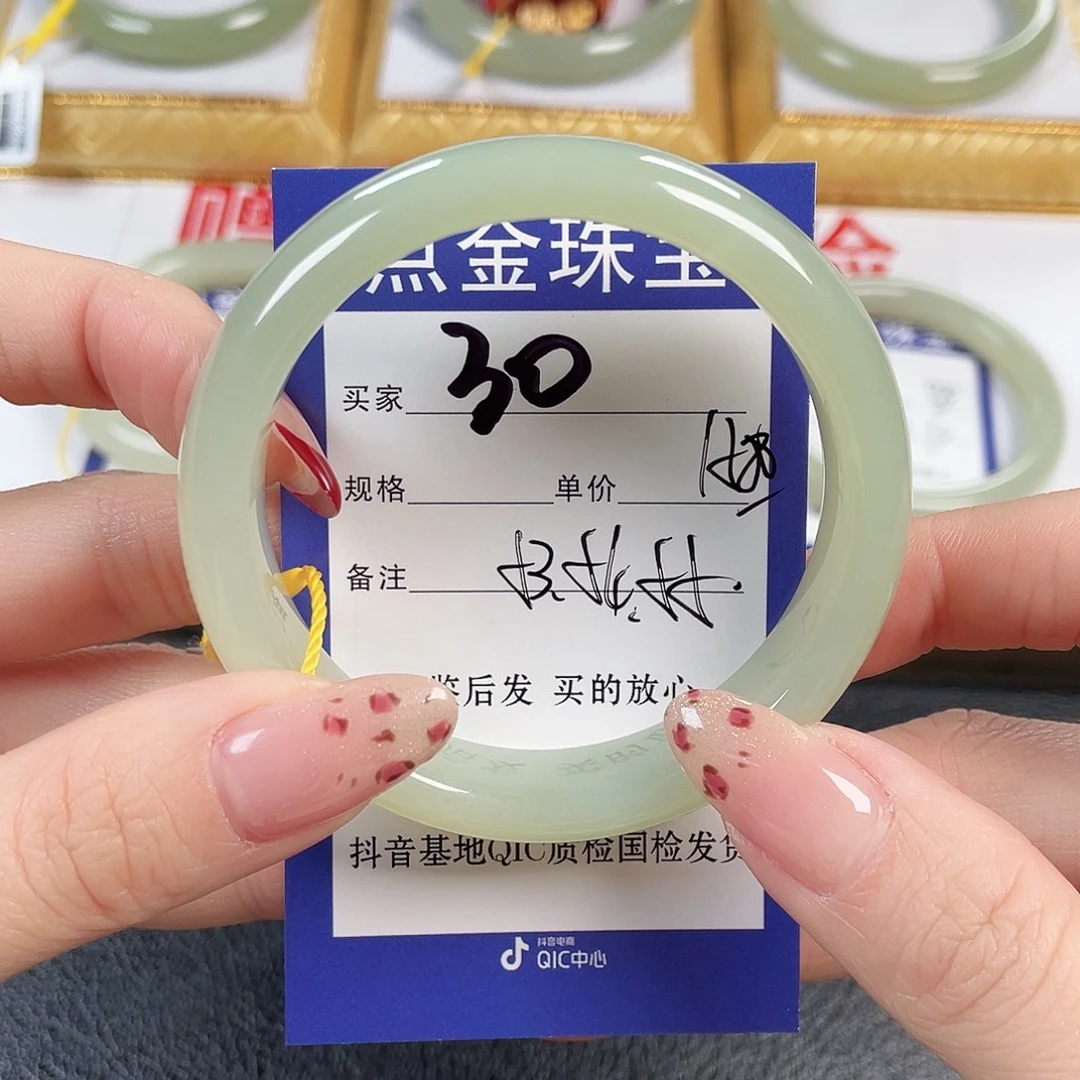 点金珠宝
买家 30
规格 单价
备注
鉴后发 买的放心
抖音基地QIC质检国检发货
抖音电商
QIC中心
金